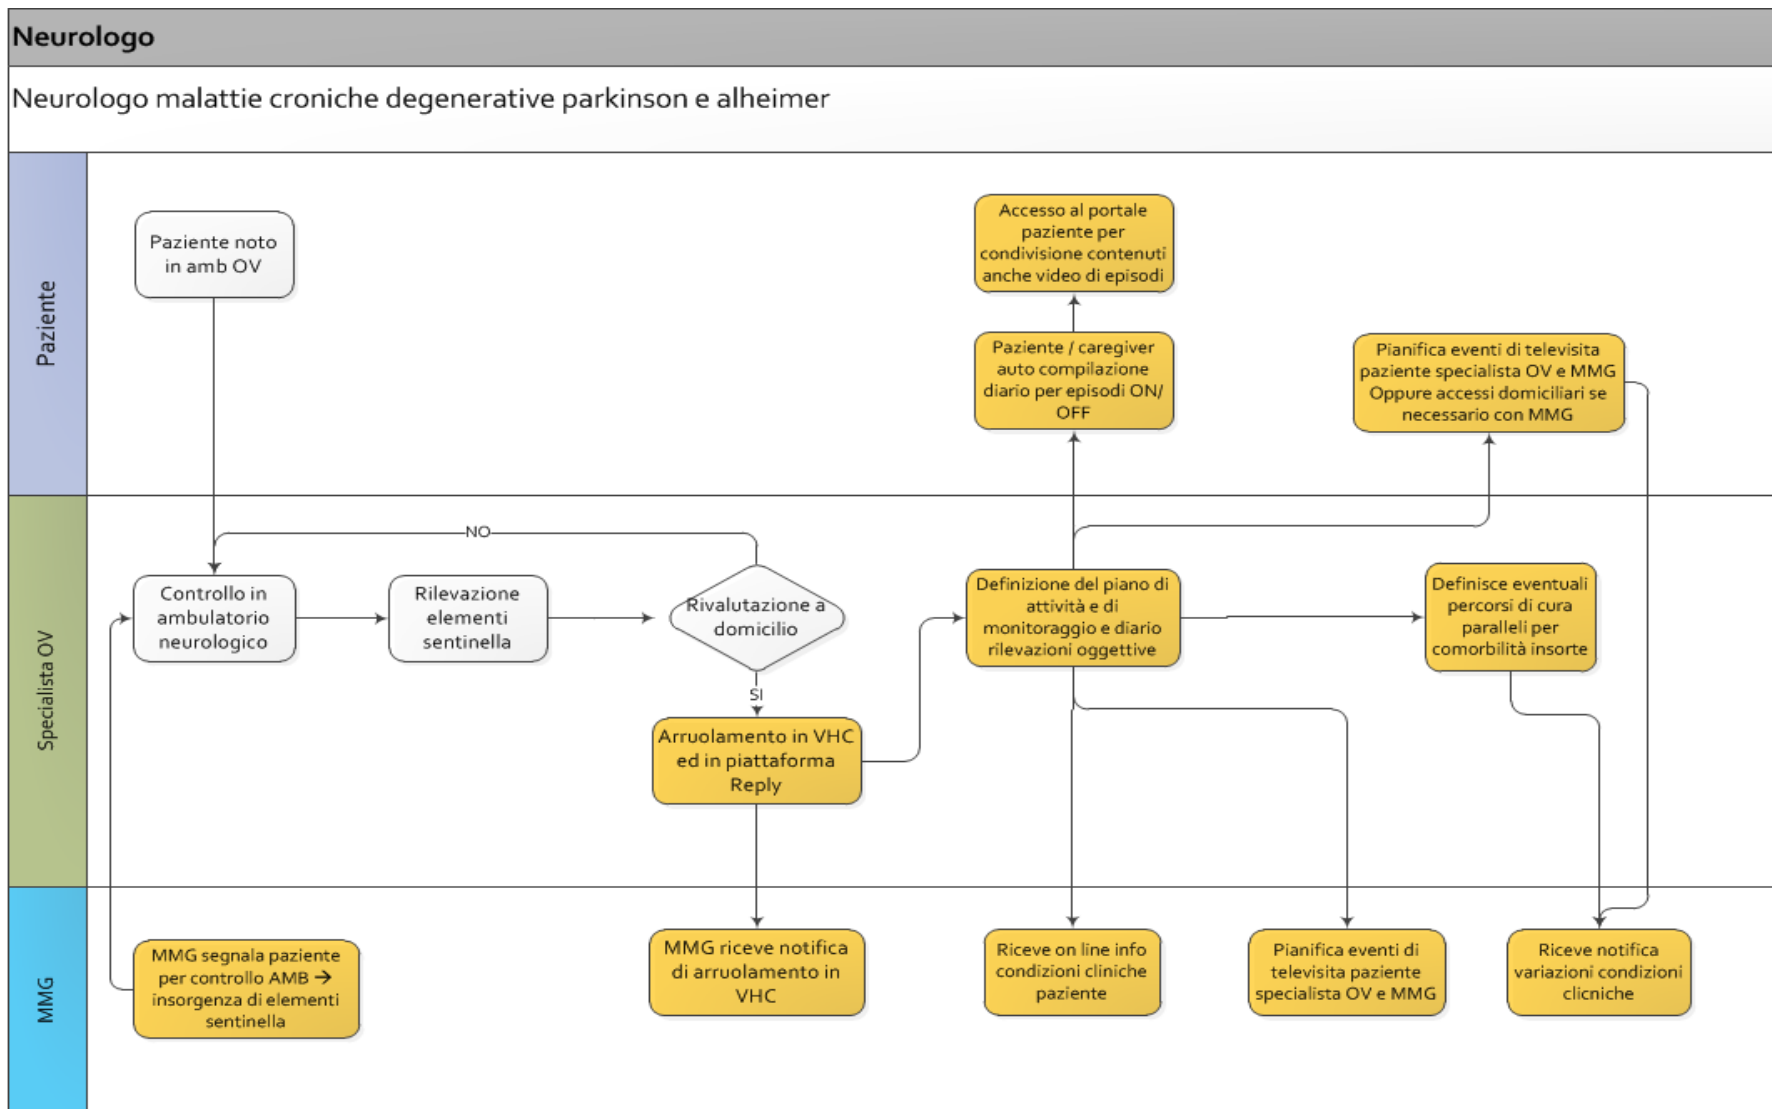 Neurologo
Neurologo malattie croniche degenerative parkinson e alheimer
Paziente
Paziente noto
in amb OV
Accesso al portale
paziente per
condivisione contenuti
anche video di episodi
Paziente / caregiver
auto compilazione
diario per episodi ON/
OFF
Pianifica eventi di televisita
paziente specialista OV e MMG
Oppure accessi domiciliari se
necessario con MMG
Specialista OV
NO
Controllo in
ambulatorio
neurologico
Rilevazione
elementi
sentinella
Rivalutazione a
domicilio
SI
Arruolamento in VHC
ed in piattaforma
Reply
Definizione del piano di
attività e di
monitoraggio e diario
rilevazioni oggettive
Definisce eventuali
percorsi di cura
paralleli per
comorbilità insorte
MMG
MMG segnala paziente
per controllo AMB →
insorgenza di elementi
sentinella
MMG riceve notifica
di arruolamento in
VHC
Riceve on line info
condizioni cliniche
paziente
Pianifica eventi di
televisita paziente
specialista OV e MMG
Riceve notifica
variazioni condizioni
clicniche